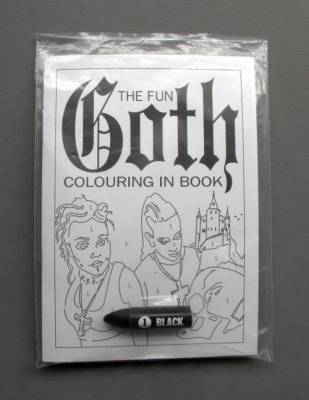 THE FUN
Goth
COLOURING IN BOOK
1 BLACK